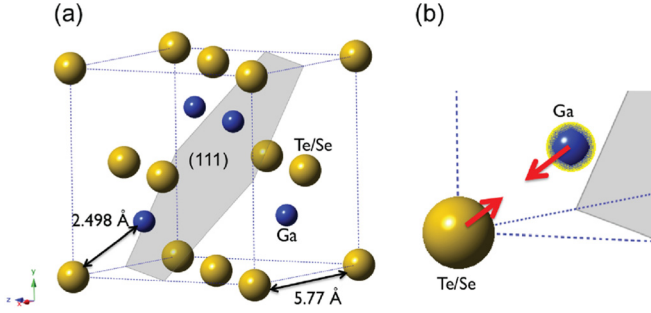 (a)
(b)
Ga
Te/Se
(111)
2.498 Å
Ga
Te/Se
5.77 Å
y
z
x